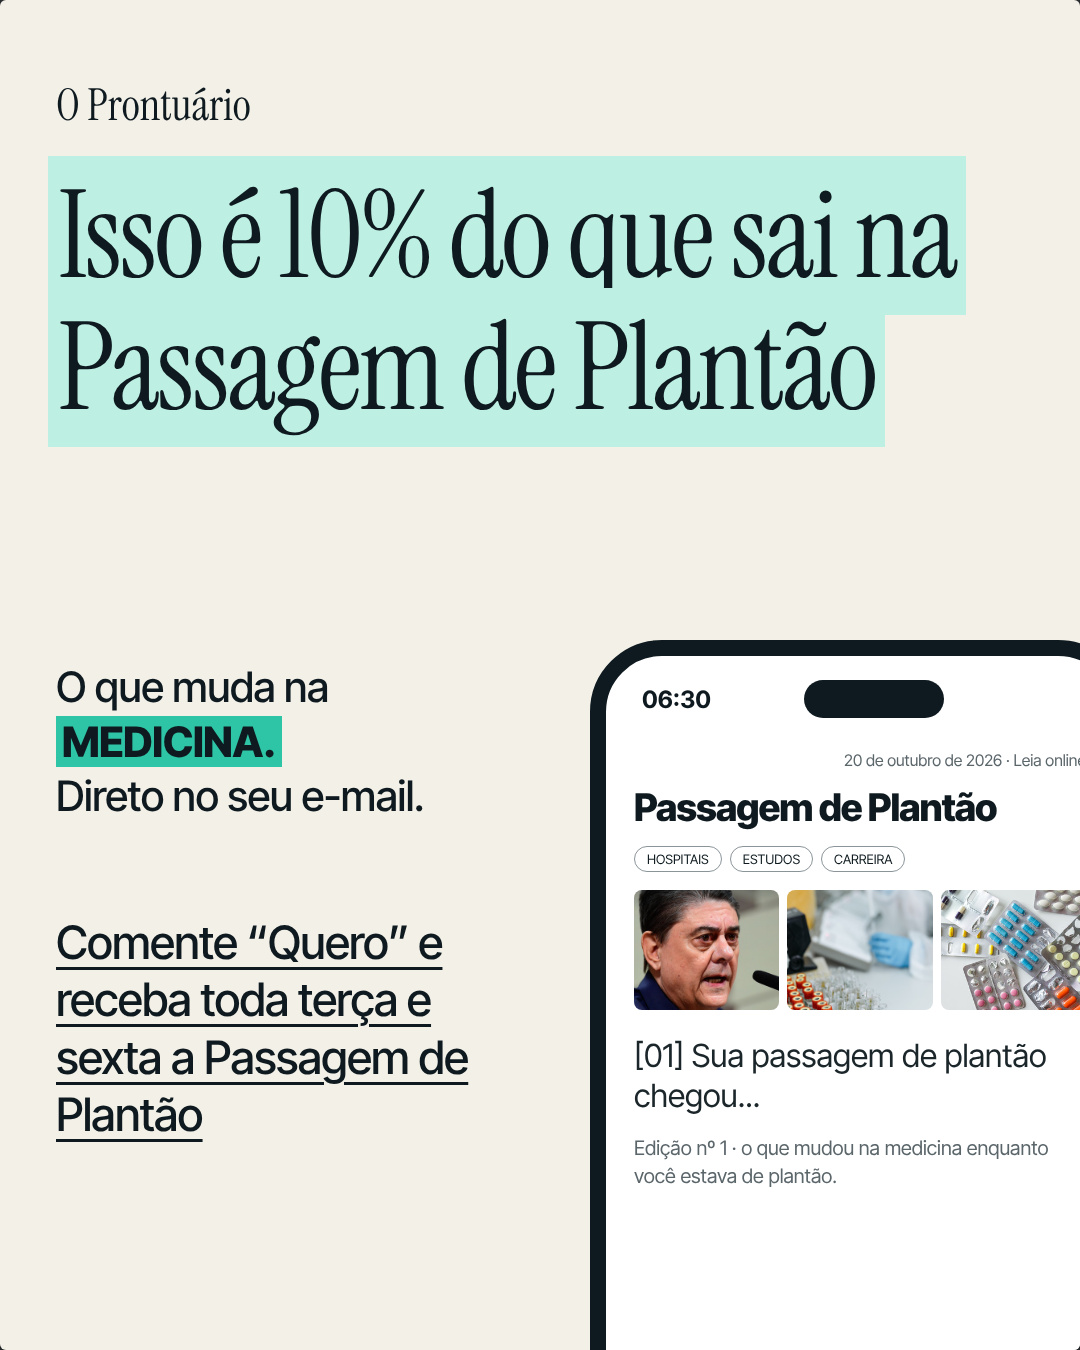 O Prontuário
Isso é 10% do que sai na
Passagem de Plantão
O que muda na
MEDICINA.
Direto no seu e-mail.
Comente “Quero” e
receba toda terça e
sexta a Passagem de
Plantão
06:30
20 de outubro de 2026 · Leia online
Passagem de Plantão
HOSPITAIS ESTUDOS CARREIRA
[01] Sua passagem de plantão
chegou...
Edição nº 1 · o que mudou na medicina enquanto
você estava de plantão.